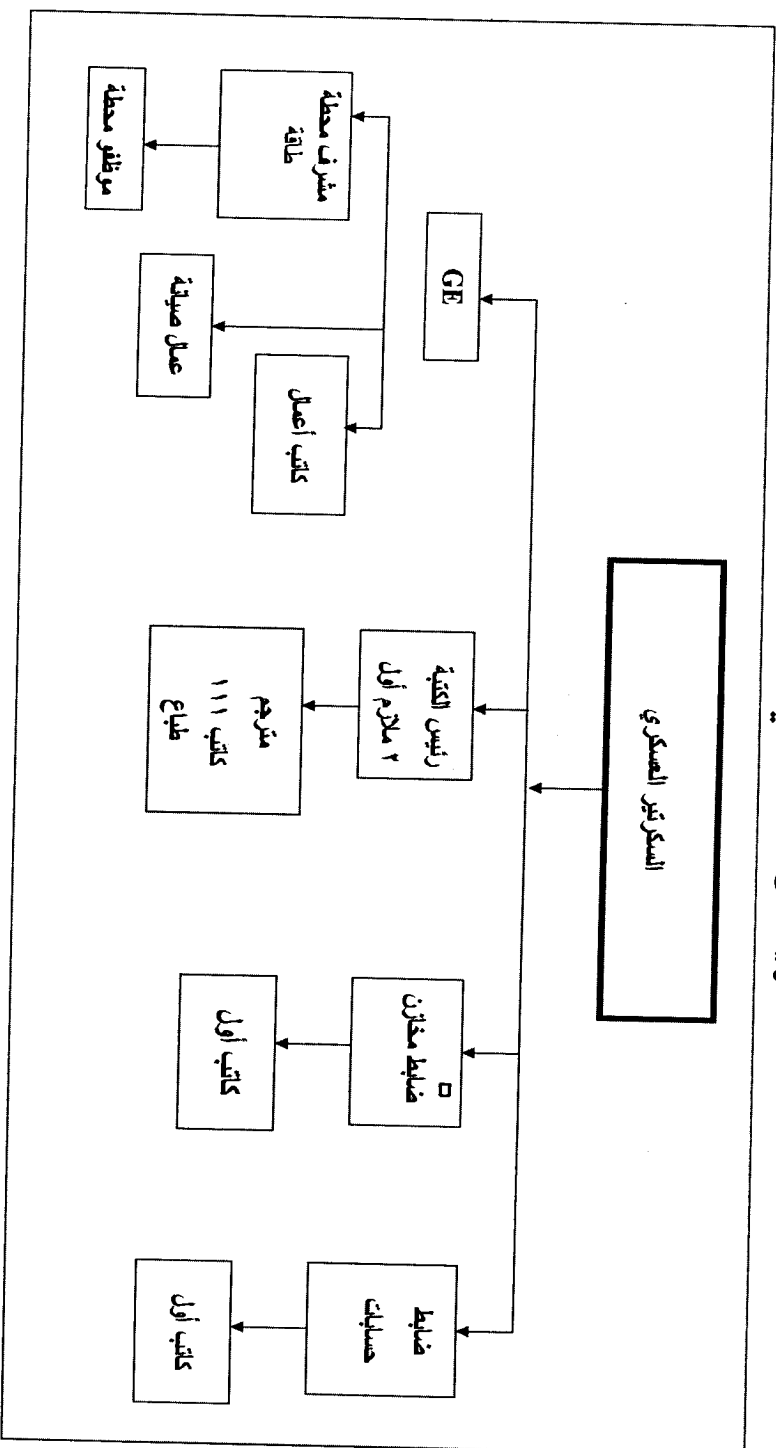 السكرتير العسكري
GE
رئيس الكتبة
٢ ملازم أول
ضابط مخازن
ضابط
حسابات
مشرف محطة
طاقة
عمال صيانة
كاتب أعمال
مترجم
كاتب ١١١
طباع
كاتب أول
كاتب أول
موظفو محطة